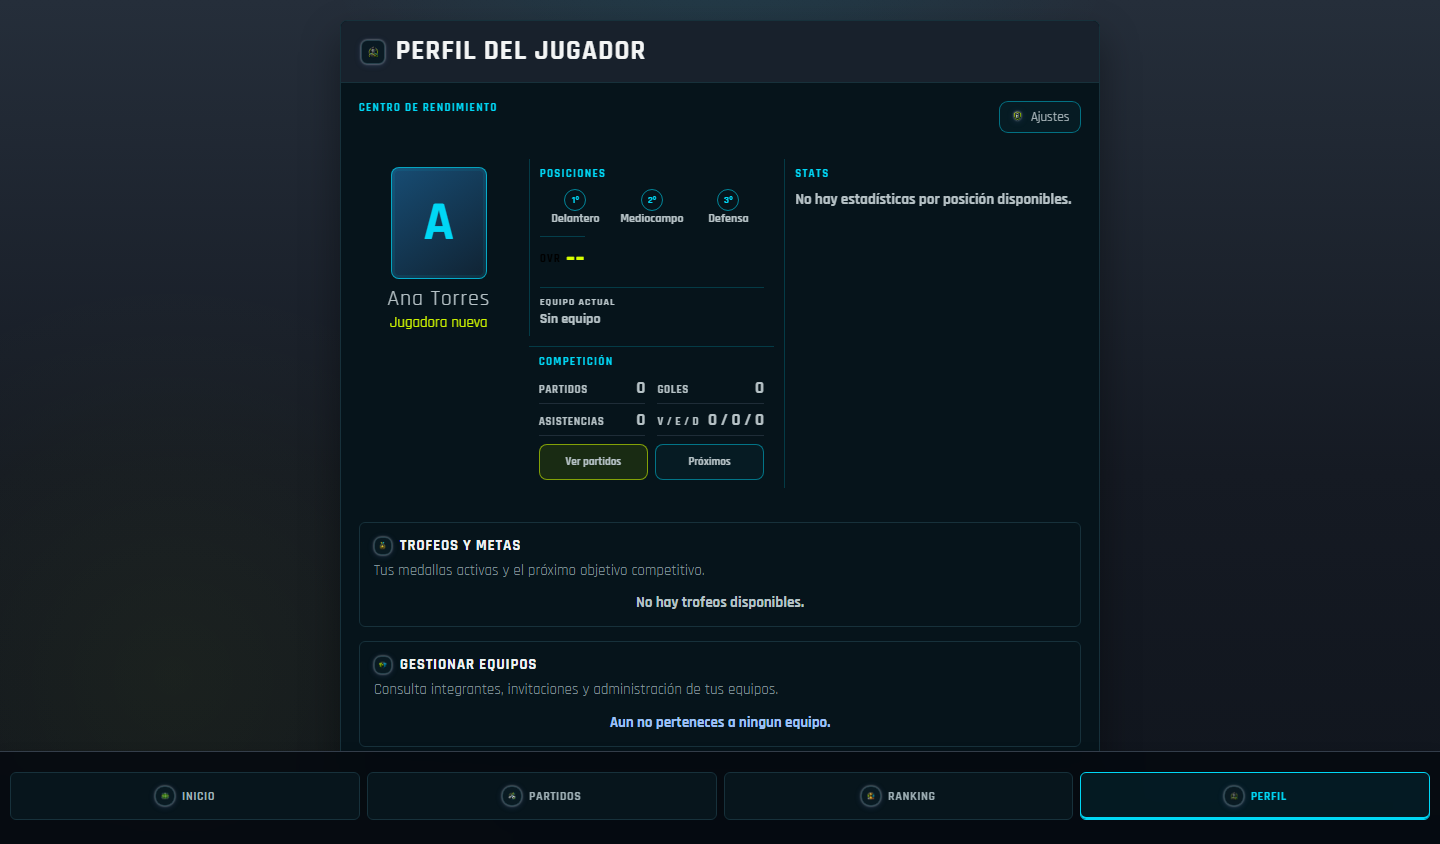 PERFIL DEL JUGADOR
CENTRO DE RENDIMIENTO
Ajustes
A
Ana Torres
Jugadora nueva
POSICIONES
1º 2º 3º
Delantero Mediocampo Defensa
OVR --
EQUIPO ACTUAL
Sin equipo
COMPETICIÓN
PARTIDOS 0 GOLES 0
ASISTENCIAS 0 V / E / D 0 / 0 / 0
Ver partidos Próximos
STATS
No hay estadísticas por posición disponibles.
TROFEOS Y METAS
Tus medallas activas y el próximo objetivo competitivo.
No hay trofeos disponibles.
GESTIONAR EQUIPOS
Consulta integrantes, invitaciones y administración de tus equipos.
Aun no perteneces a ningun equipo.
INICIO PARTIDOS RANKING PERFIL